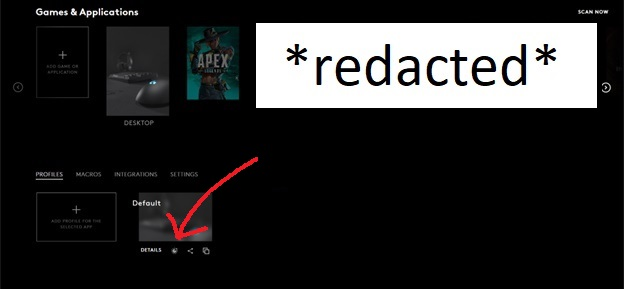 Games & Applications
SCAN NOW
*redacted*
ADD GAME OR
APPLICATION
APEX
LEGENDS
DESKTOP
PROFILES MACROS INTEGRATIONS SETTINGS
ADD PROFILE FOR THE
SELECTED APP
Default
DETAILS